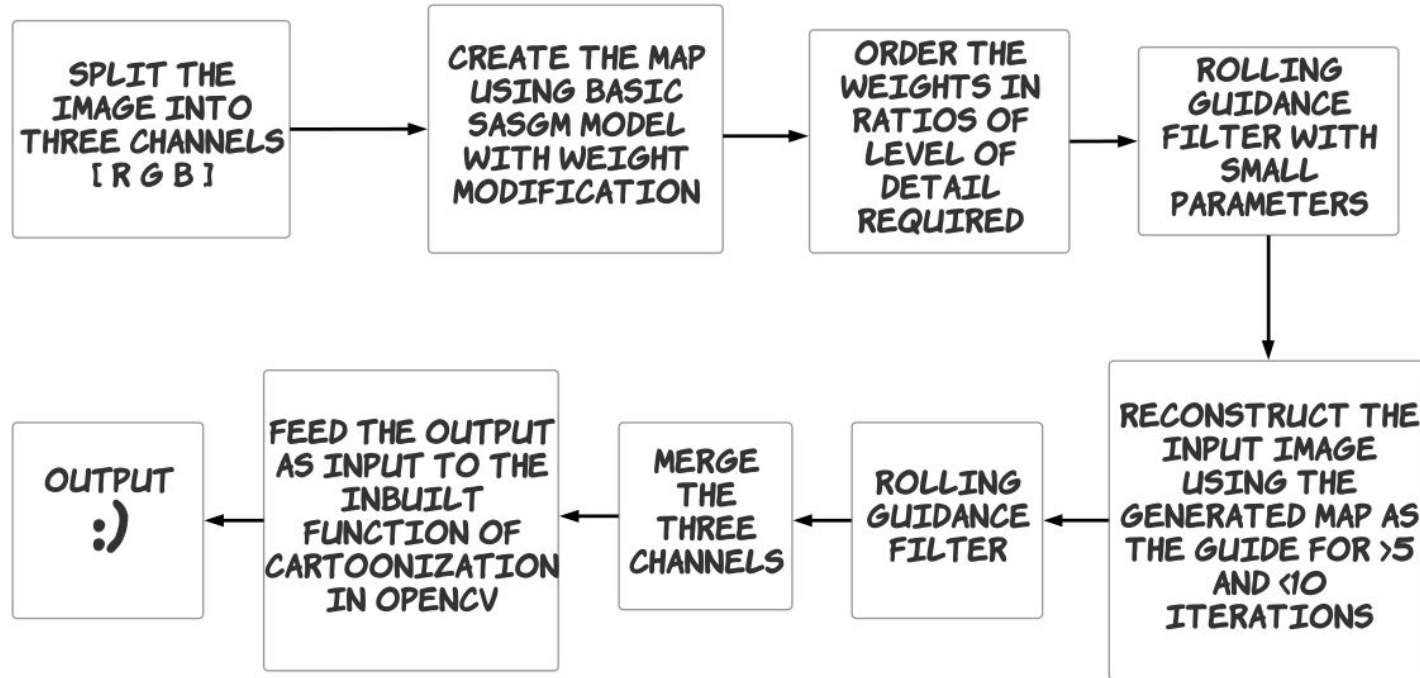 SPLIT THE
IMAGE INTO
THREE CHANNELS
[ R G B ]
CREATE THE MAP
USING BASIC
SASGM MODEL
WITH WEIGHT
MODIFICATION
ORDER THE
WEIGHTS IN
RATIOS OF
LEVEL OF
DETAIL
REQUIRED
ROLLING
GUIDANCE
FILTER WITH
SMALL
PARAMETERS
RECONSTRUCT THE
INPUT IMAGE
USING THE
GENERATED MAP AS
THE GUIDE FOR >5
AND <10
ITERATIONS
ROLLING
GUIDANCE
FILTER
MERGE
THE
THREE
CHANNELS
FEED THE OUTPUT
AS INPUT TO THE
INBUILT
FUNCTION OF
CARTOONIZATION
IN OPENCV
OUTPUT
:)